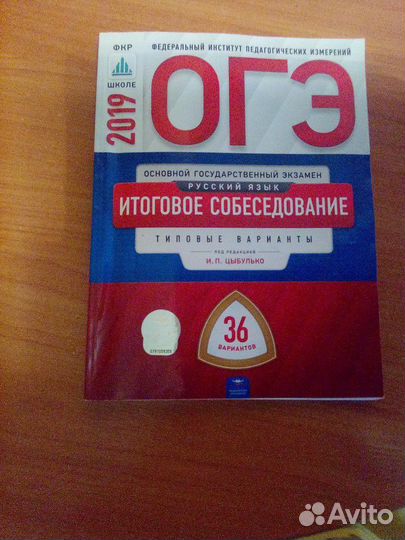 ФКР
ШКОЛЕ
ФЕДЕРАЛЬНЫЙ ИНСТИТУТ ПЕДАГОГИЧЕСКИХ ИЗМЕРЕНИЙ
2019
ОГЭ
ОСНОВНОЙ ГОСУДАРСТВЕННЫЙ ЭКЗАМЕН
РУССКИЙ ЯЗЫК
ИТОГОВОЕ СОБЕСЕДОВАНИЕ
ТИПОВЫЕ ВАРИАНТЫ
ПОД РЕДАКЦИЕЙ
И. П. ЦЫБУЛЬКО
36
ВАРИАНТОВ
Avito